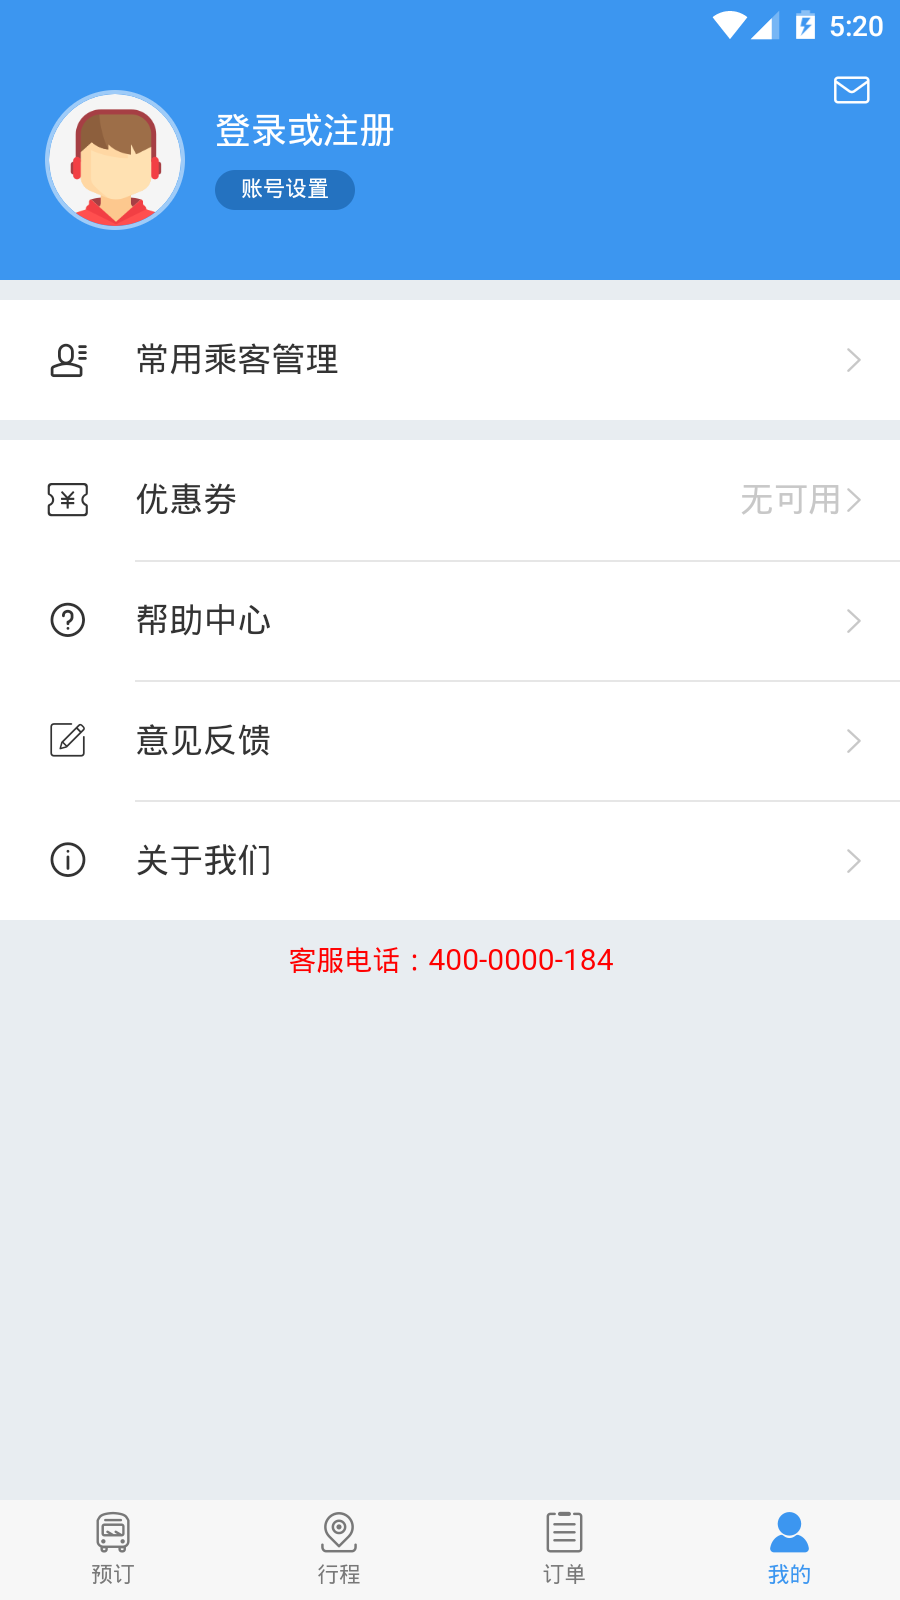 5:20
登录或注册
账号设置
常用乘客管理
优惠券 无可用
帮助中心
意见反馈
关于我们
客服电话：400-0000-184
预订 行程 订单 我的